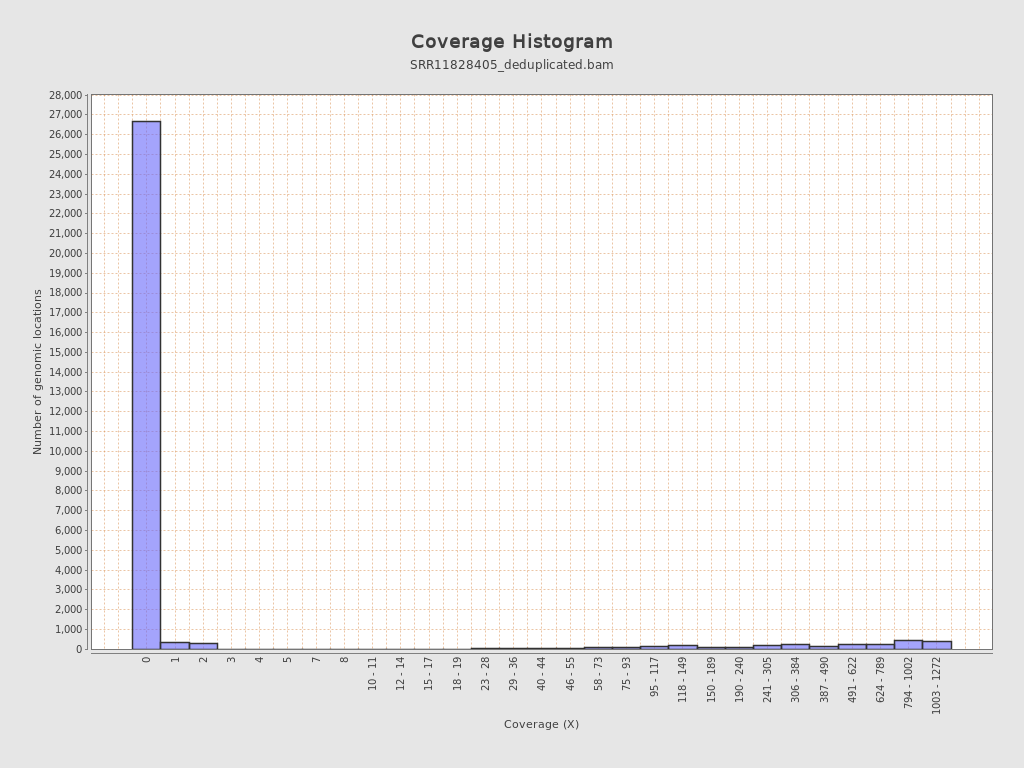 Coverage Histogram
SRR11828405_deduplicated.bam
28,000
27,000
26,000
25,000
24,000
23,000
22,000
21,000
20,000
19,000
18,000
17,000
16,000
15,000
14,000
13,000
12,000
11,000
10,000
9,000
8,000
7,000
6,000
5,000
4,000
3,000
2,000
1,000
0
Number of genomic locations
0
1
2
3
4
5
7
8
10 - 11
12 - 14
15 - 17
18 - 19
23 - 28
29 - 36
40 - 44
46 - 55
58 - 73
75 - 93
95 - 117
118 - 149
150 - 189
190 - 240
241 - 305
306 - 384
387 - 490
491 - 622
624 - 789
794 - 1002
1003 - 1272
Coverage (X)